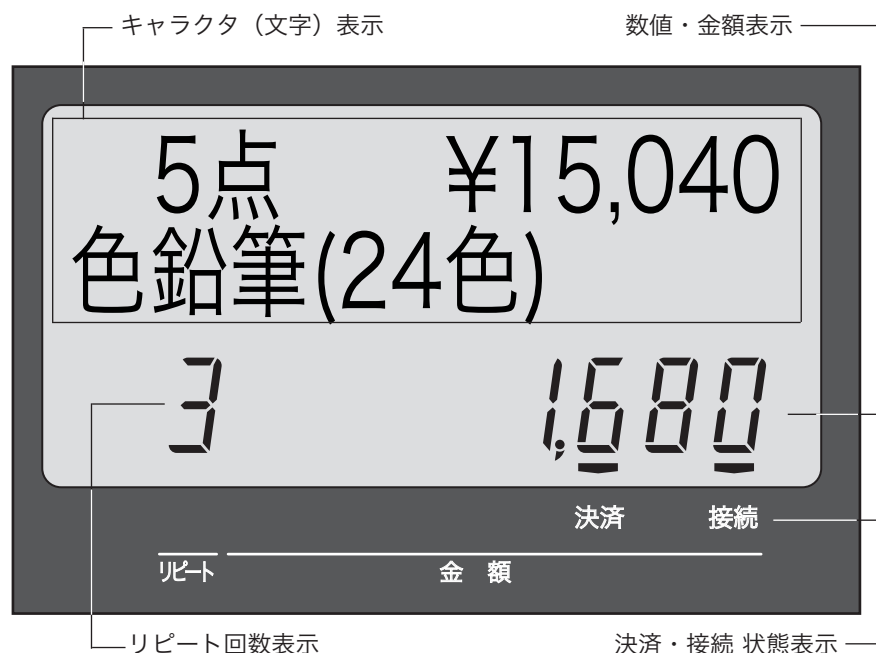 キャラクタ（文字）表示
数値・金額表示
5点 ¥15,040
色鉛筆(24色)
3 1,680
決済 接続
リピート 金 額
リピート回数表示
決済・接続 状態表示